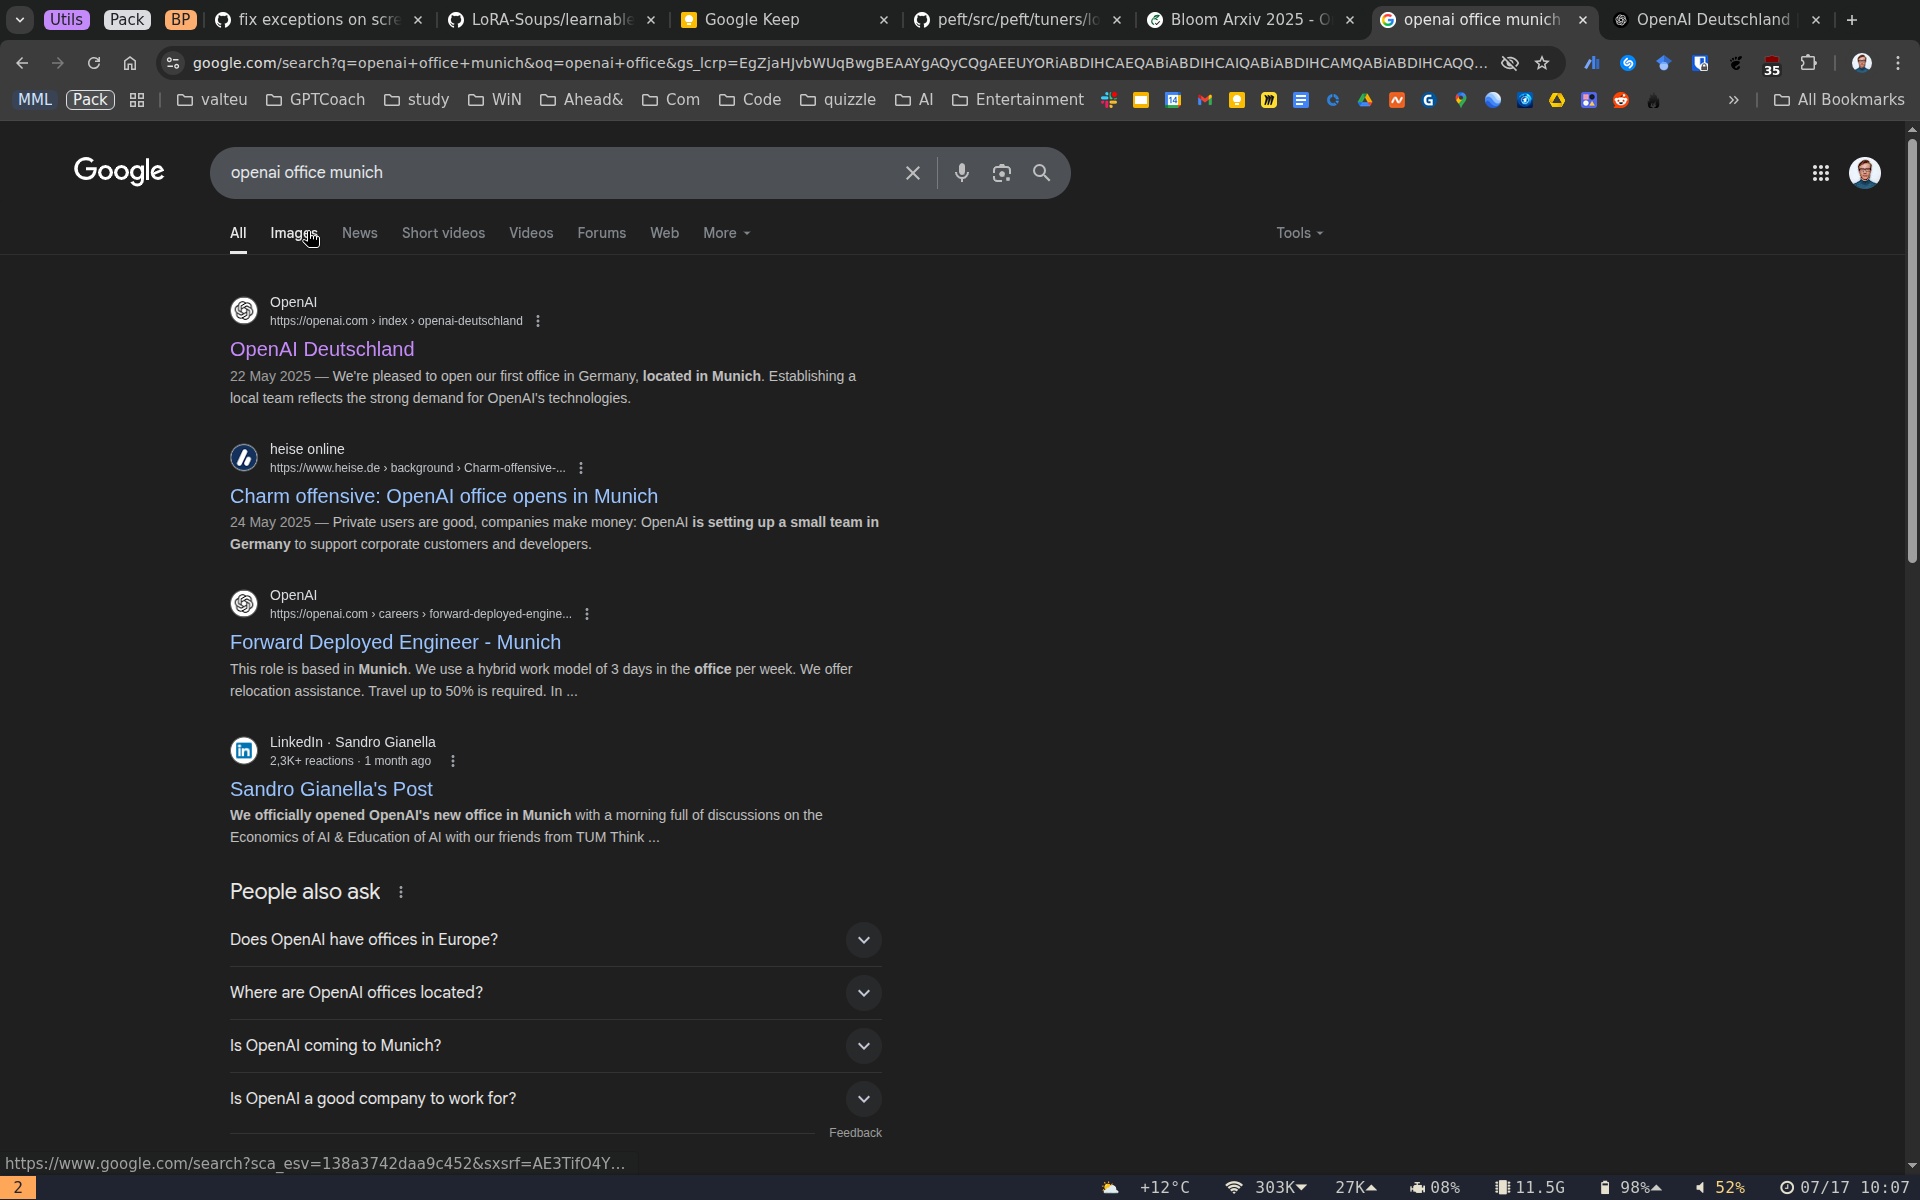 Utils Pack BP fix exceptions on scre LoRA-Soups/learnable Google Keep peft/src/peft/tuners/lo Bloom Arxiv 2025 - O openai office munich OpenAI Deutschland
google.com/search?q=openai+office+munich&oq=openai+office&gs_lcrp=EgZjaHJvbWUqBwgBEAAYgAQyCQgAEEUYORiABDIHCAEQABiABDIHCAIQABiABDIHCAMQABiABDIHCAQQ... 35
MML Pack valteu GPTCoach study WiN Ahead& Com Code quizzle AI Entertainment 14 » All Bookmarks
Google openai office munich
All Images News Short videos Videos Forums Web More Tools
OpenAI
https://openai.com › index › openai-deutschland
OpenAI Deutschland
22 May 2025 — We're pleased to open our first office in Germany, located in Munich. Establishing a
local team reflects the strong demand for OpenAI's technologies.
heise online
https://www.heise.de › background › Charm-offensive-...
Charm offensive: OpenAI office opens in Munich
24 May 2025 — Private users are good, companies make money: OpenAI is setting up a small team in
Germany to support corporate customers and developers.
OpenAI
https://openai.com › careers › forward-deployed-engine...
Forward Deployed Engineer - Munich
This role is based in Munich. We use a hybrid work model of 3 days in the office per week. We offer
relocation assistance. Travel up to 50% is required. In ...
LinkedIn · Sandro Gianella
2,3K+ reactions · 1 month ago
Sandro Gianella's Post
We officially opened OpenAI's new office in Munich with a morning full of discussions on the
Economics of AI & Education of AI with our friends from TUM Think ...
People also ask
Does OpenAI have offices in Europe?
Where are OpenAI offices located?
Is OpenAI coming to Munich?
Is OpenAI a good company to work for?
Feedback
https://www.google.com/search?sca_esv=138a3742daa9c452&sxsrf=AE3TifO4Y...
2 +12°C 303K 27K 08% 11.5G 98% 52% 07/17 10:07